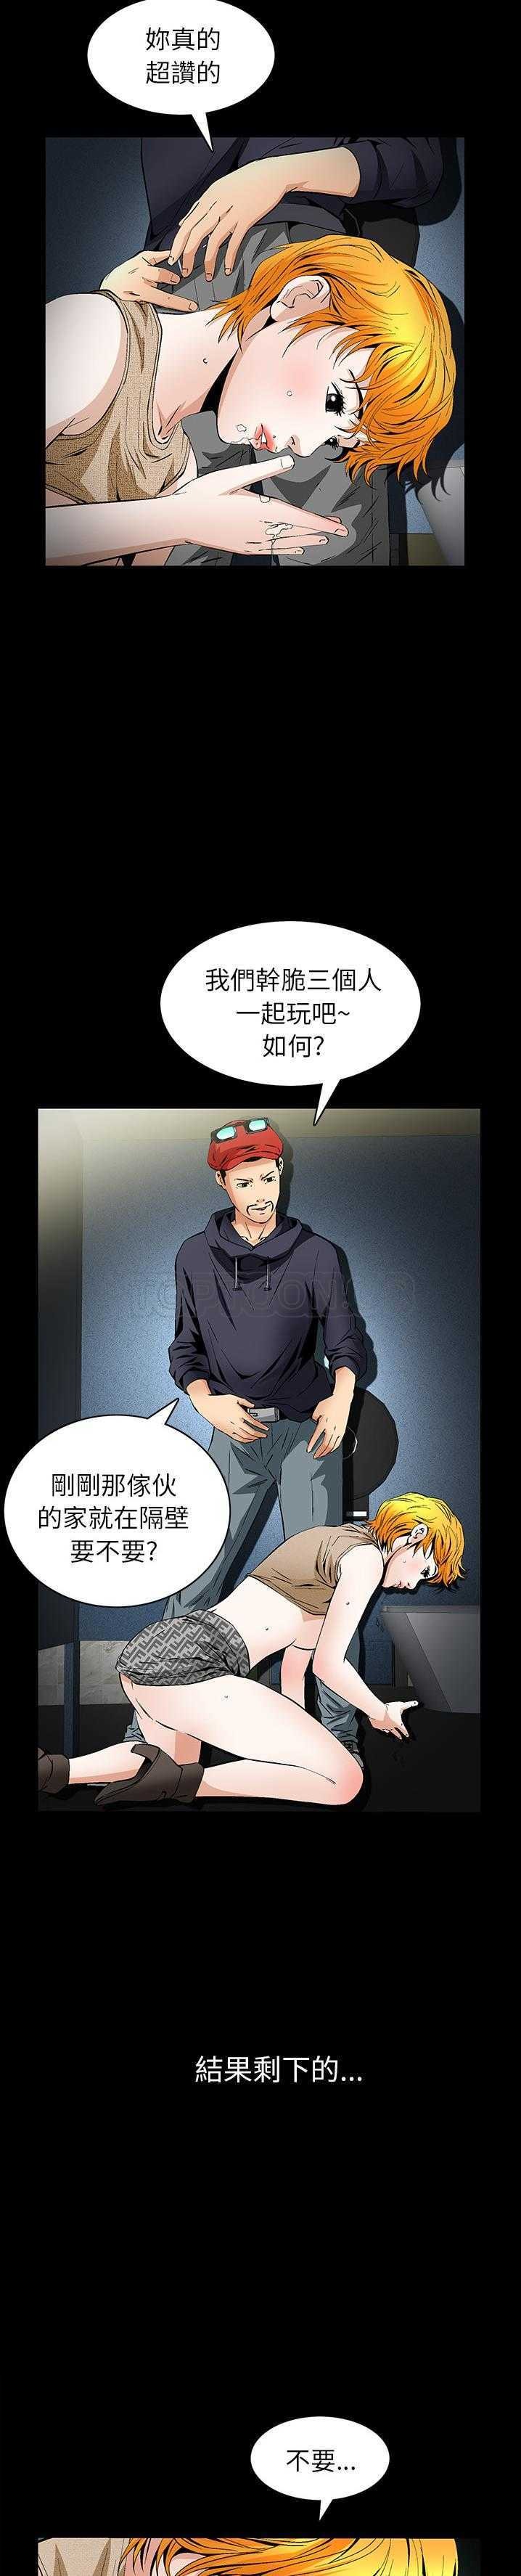 妳真的
超讚的
我們幹脆三個人
一起玩吧~
如何?
剛剛那傢伙
的家就在隔壁
要不要?
結果剩下的...
不要...